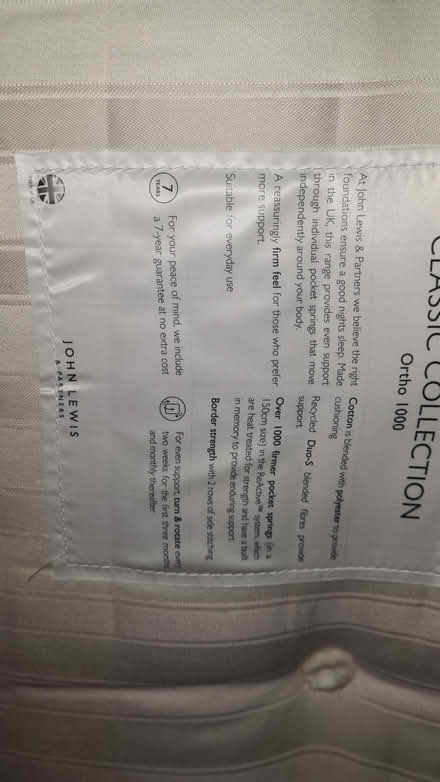 CLASSIC COLLECTION
Ortho 1000
At John Lewis & Partners we believe the right
foundations ensure a good nights sleep. Made
in the UK, this range provides even support
through individual pocket springs that move
independently around your body.
A reassuringly firm feel for those who prefer
more support.
Suitable for everyday use
7
YEARS
For your peace of mind, we include
a 7-year guarantee at no extra cost
Cotton is blended with polyester to provide
cushioning
Recycled Duo-S blended fibres provide
support
Over 1000 firmer pocket springs (in a
150cm size) in the ReActive™ system, which
are heat treated for strength and have a built
in memory to provide enduring support
Border strength with 2 rows of side stitching
For even support, turn & rotate every
two weeks for the first three months
and monthly thereafter
JOHN LEWIS
& PARTNERS